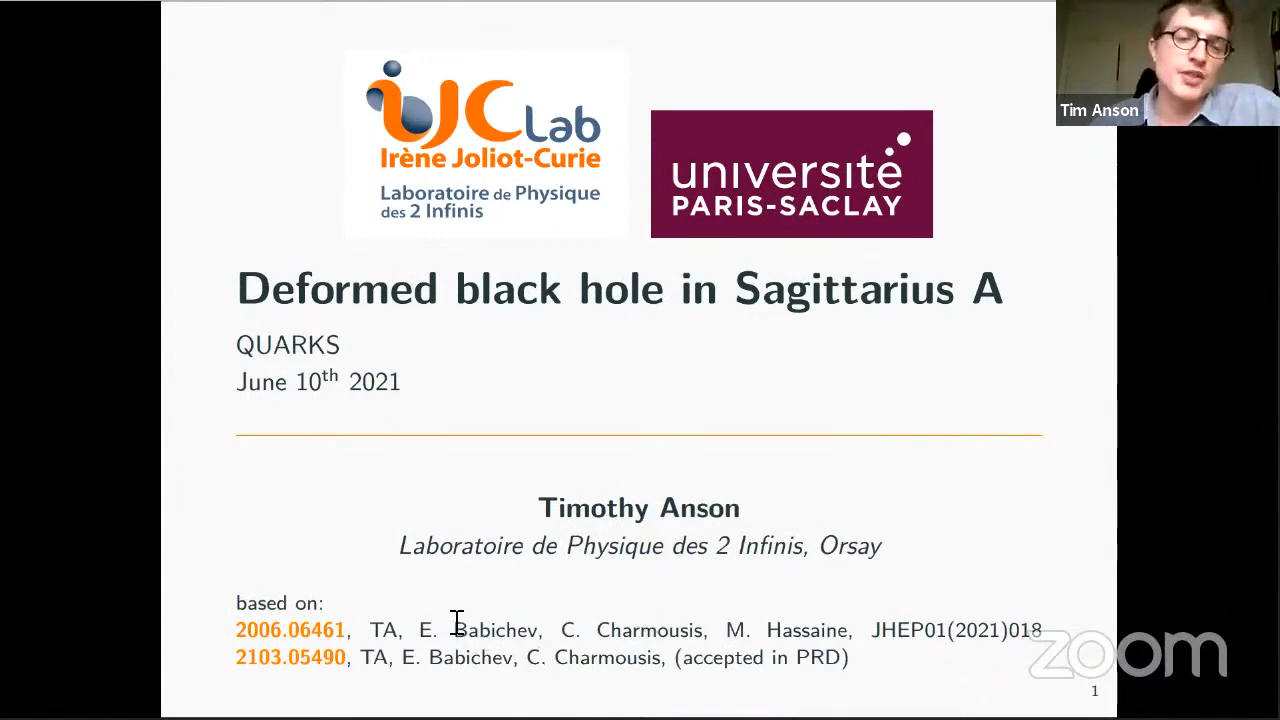 iJC Lab
Irène Joliot-Curie
Laboratoire de Physique
des 2 Infinis
université
PARIS-SACLAY
Tim Anson
Deformed black hole in Sagittarius A
QUARKS
June 10th 2021
Timothy Anson
Laboratoire de Physique des 2 Infinis, Orsay
based on:
2006.06461, TA, E. Babichev, C. Charmousis, M. Hassaine, JHEP01(2021)018
2103.05490, TA, E. Babichev, C. Charmousis, (accepted in PRD)
zoom
1